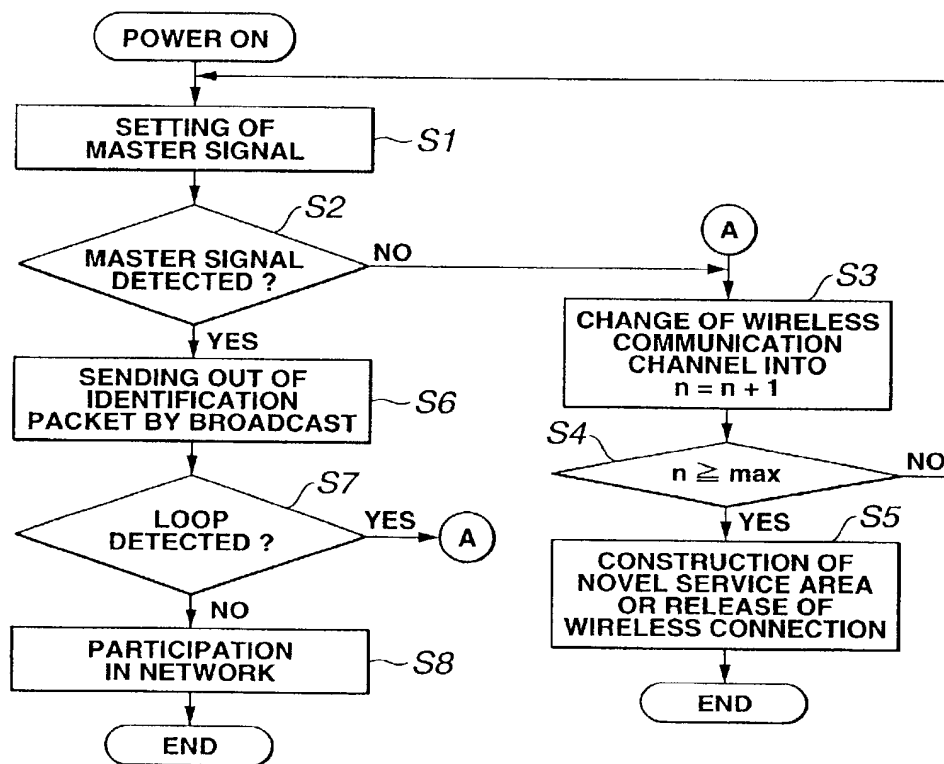 POWER ON
SETTING OF
MASTER SIGNAL
S1
S2
MASTER SIGNAL
DETECTED ?
NO
YES
SENDING OUT OF
IDENTIFICATION
PACKET BY BROADCAST
S6
S7
LOOP
DETECTED ?
YES
A
NO
PARTICIPATION
IN NETWORK
S8
END
A
S3
CHANGE OF WIRELESS
COMMUNICATION
CHANNEL INTO
n = n + 1
S4
n ≧ max
NO
YES
S5
CONSTRUCTION OF
NOVEL SERVICE AREA
OR RELEASE OF
WIRELESS CONNECTION
END